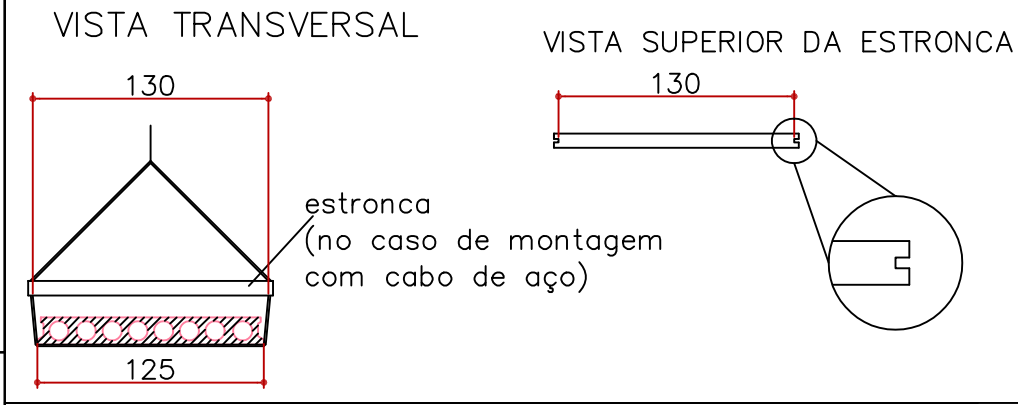 VISTA TRANSVERSAL
VISTA SUPERIOR DA ESTRONCA
130
130
estronca
(no caso de montagem
com cabo de aço)
125